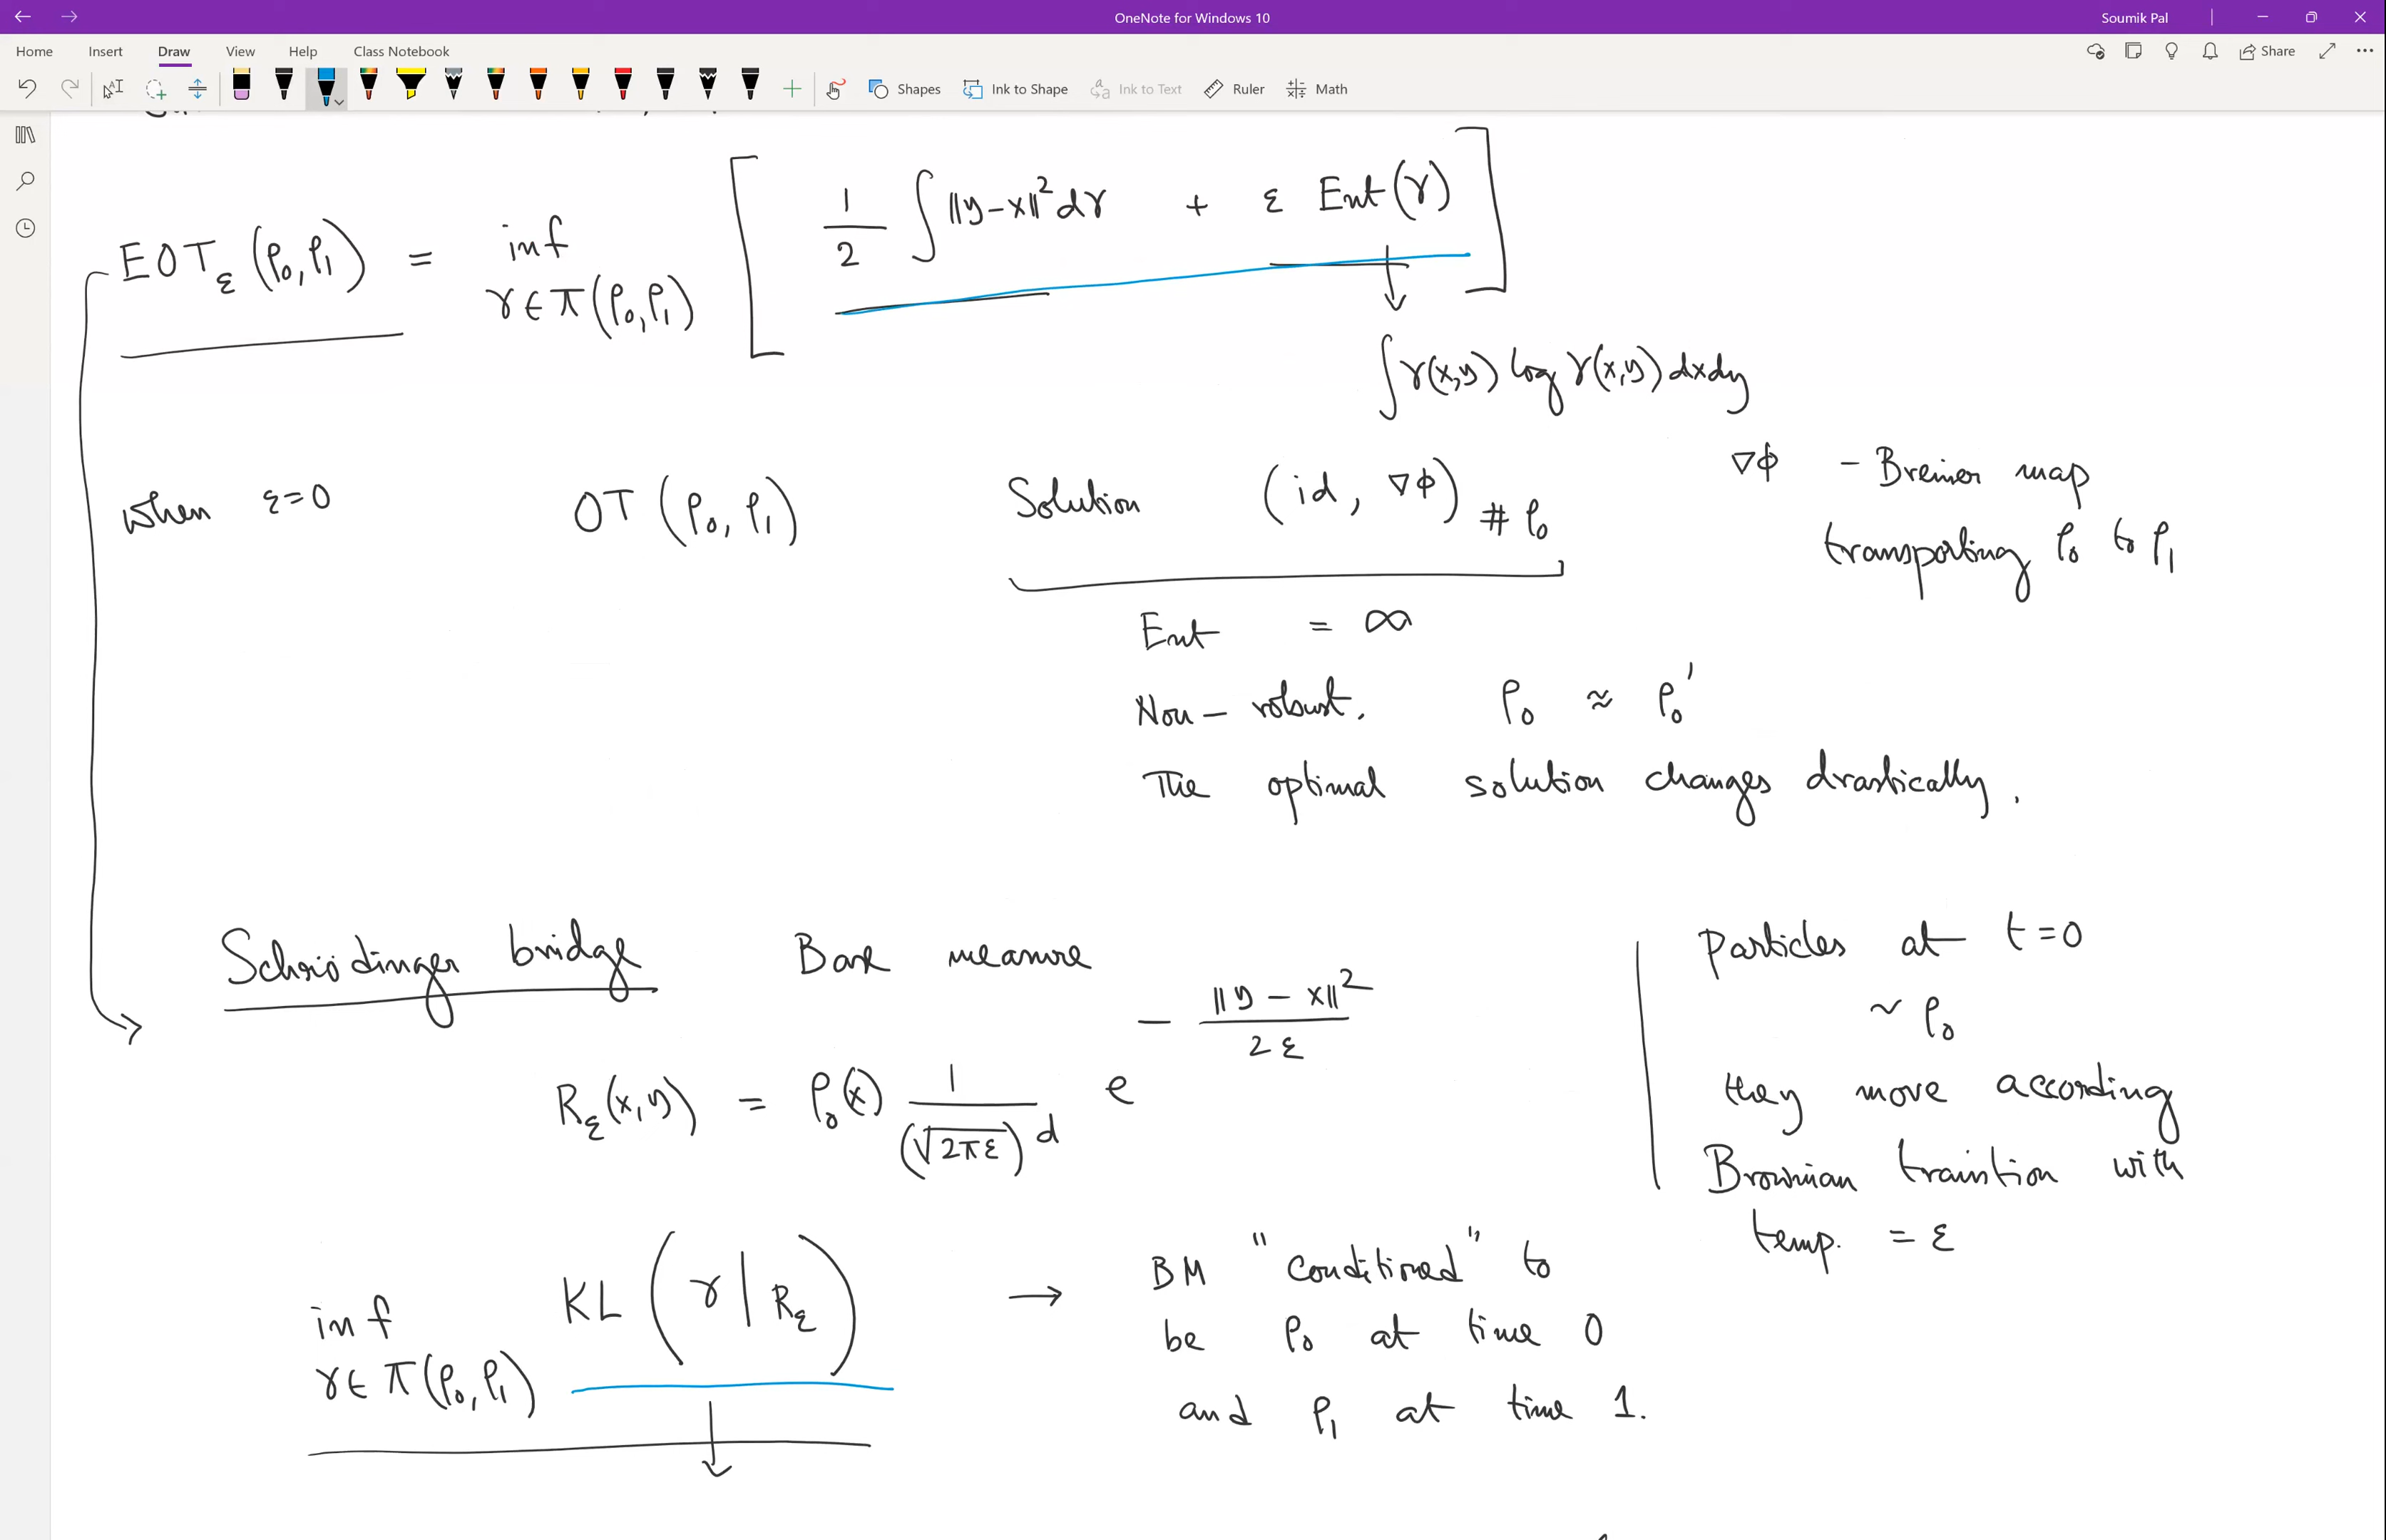 OneNote for Windows 10
Soumik Pal
Home Insert Draw View Help Class Notebook
Share
Shapes Ink to Shape Ink to Text Ruler Math
EOT_ε (ρ₀, ρ₁) = inf γ∈π(ρ₀, ρ₁) [ 1/2 ∫ ||y-x||² dγ + ε Ent(γ) ]
∫ γ(x,y) log γ(x,y) dxdy
when ε=0 OT (ρ₀, ρ₁) Solution (id, ∇φ) # ρ₀
∇φ – Brenier map
transporting ρ₀ to ρ₁
Ent = ∞
Non-robust. ρ₀ ≈ ρ₀'
The optimal solution changes drastically.
Schrödinger bridge Base measure
R_ε(x,y) = ρ₀(x) 1/(√2πε)^d e^{- ||y-x||²/2ε}
Particles at t=0
~ ρ₀
they move according
Brownian transition with
temp. = ε
inf γ∈π(ρ₀, ρ₁) KL(γ | R_ε) → BM "conditioned" to
be ρ₀ at time 0
and ρ₁ at time 1.